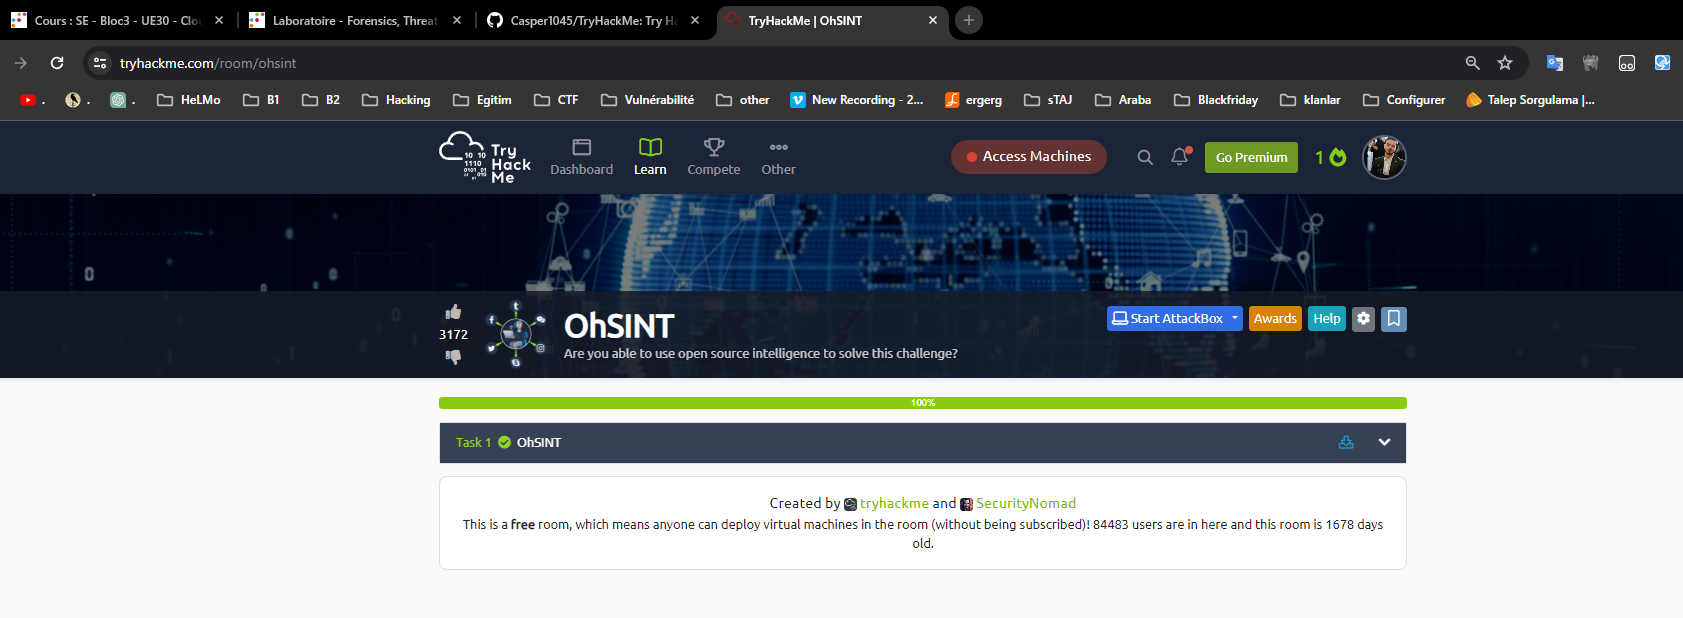 Cours : SE - Bloc3 - UE30 - Clo
Laboratoire - Forensics, Threat
Casper1045/TryHackMe: Try H
TryHackMe | OhSINT
tryhackme.com/room/ohsint
HeLMo B1 B2 Hacking Egitim CTF Vulnérabilité other New Recording - 2... ergerg sTAJ Araba Blackfriday klanlar Configurer Talep Sorgulama |...
Try Hack Me
Dashboard Learn Compete Other
Access Machines
Go Premium
1
3172
OhSINT
Are you able to use open source intelligence to solve this challenge?
Start AttackBox Awards Help
100%
Task 1 OhSINT
Created by tryhackme and SecurityNomad
This is a free room, which means anyone can deploy virtual machines in the room (without being subscribed)! 84483 users are in here and this room is 1678 days
old.